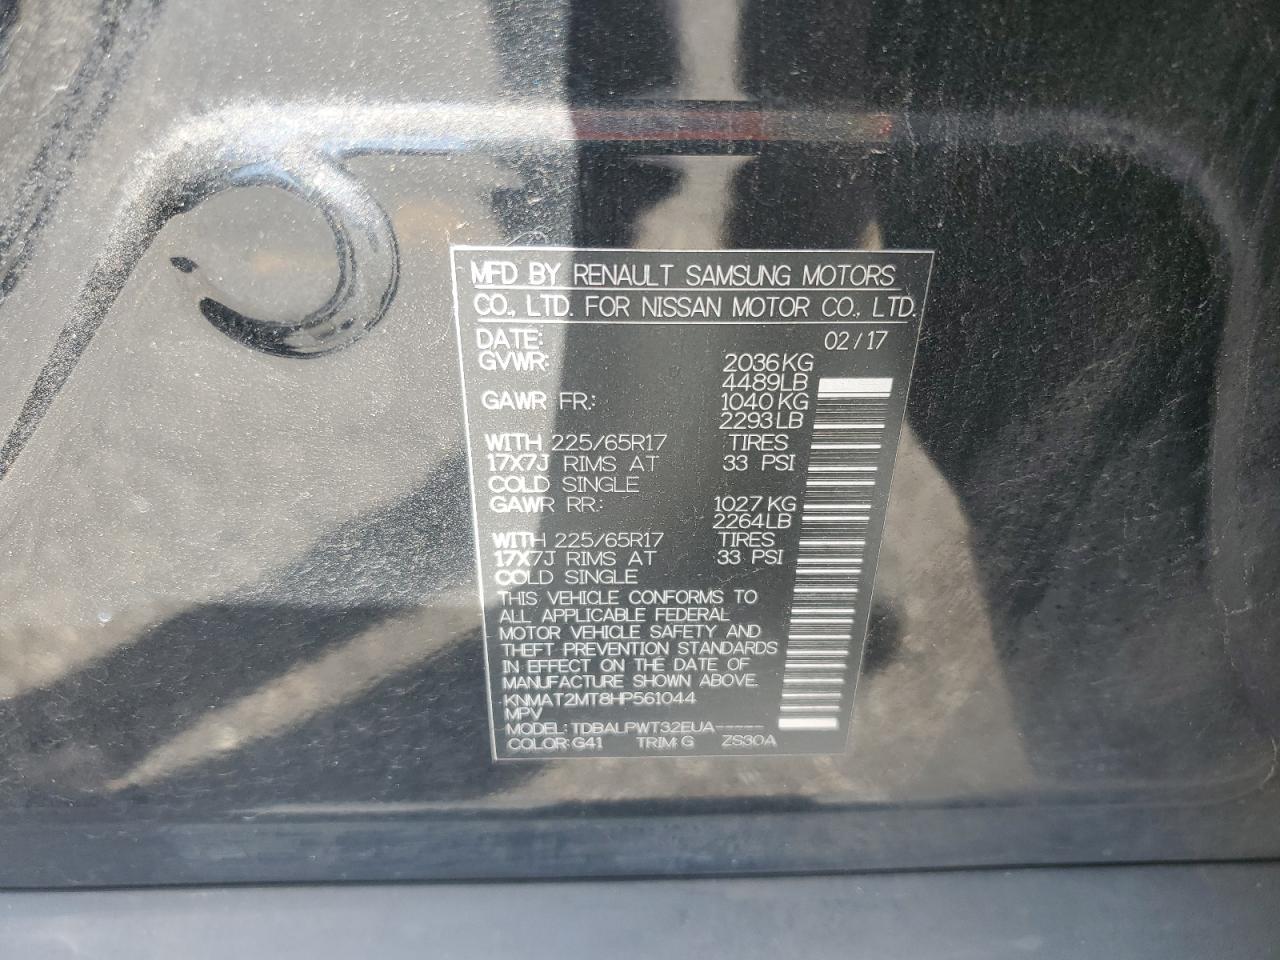 MFD BY RENAULT SAMSUNG MOTORS
CO., LTD. FOR NISSAN MOTOR CO., LTD.
DATE: 02/17
GVWR: 2036KG
4489LB
GAWR FR.: 1040KG
2293LB
WITH 225/65R17 TIRES
17X7J RIMS AT 33 PSI
COLD SINGLE
GAWR RR.: 1027KG
2264LB
WITH 225/65R17 TIRES
17X7J RIMS AT 33 PSI
COLD SINGLE
THIS VEHICLE CONFORMS TO
ALL APPLICABLE FEDERAL
MOTOR VEHICLE SAFETY AND
THEFT PREVENTION STANDARDS
IN EFFECT ON THE DATE OF
MANUFACTURE SHOWN ABOVE.
KNMAT2MT8HP561044
MPV
MODEL:TDBALPWT32EUA-----
COLOR:G41 TRIM:G ZS30A